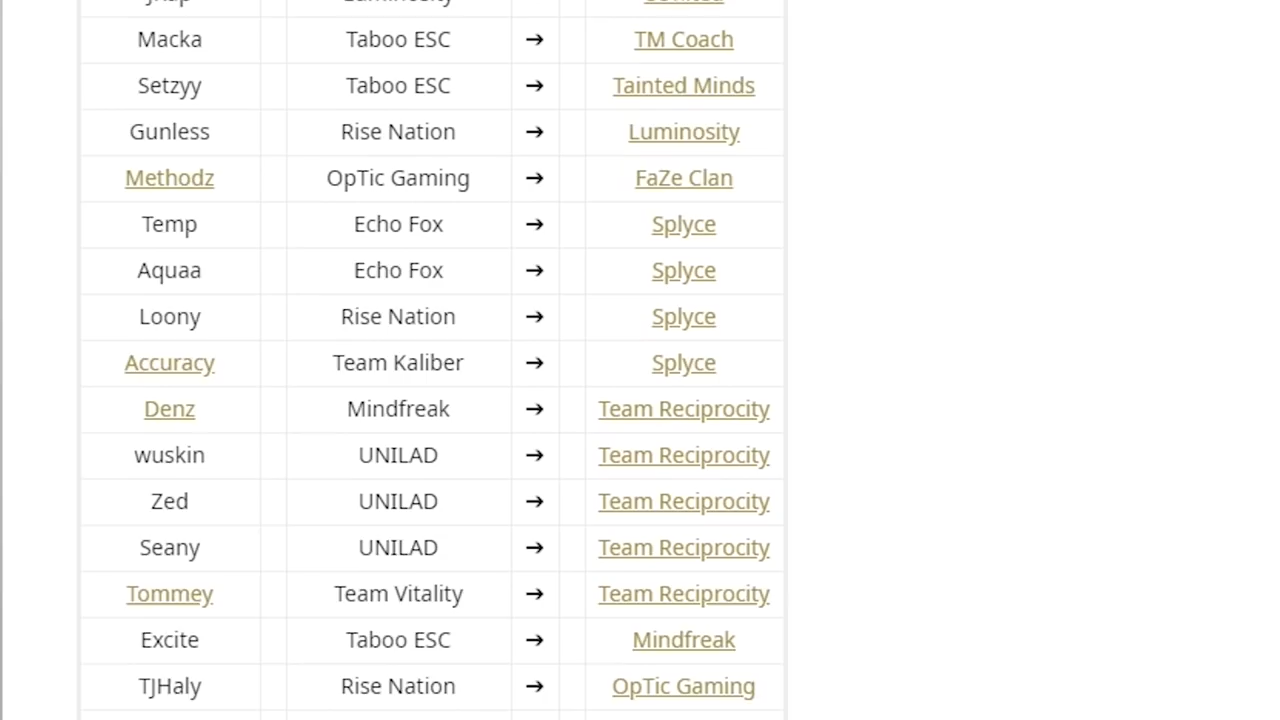 Macka Taboo ESC → TM Coach
Setzyy Taboo ESC → Tainted Minds
Gunless Rise Nation → Luminosity
Methodz OpTic Gaming → FaZe Clan
Temp Echo Fox → Splyce
Aquaa Echo Fox → Splyce
Loony Rise Nation → Splyce
Accuracy Team Kaliber → Splyce
Denz Mindfreak → Team Reciprocity
wuskin UNILAD → Team Reciprocity
Zed UNILAD → Team Reciprocity
Seany UNILAD → Team Reciprocity
Tommey Team Vitality → Team Reciprocity
Excite Taboo ESC → Mindfreak
TJHaly Rise Nation → OpTic Gaming